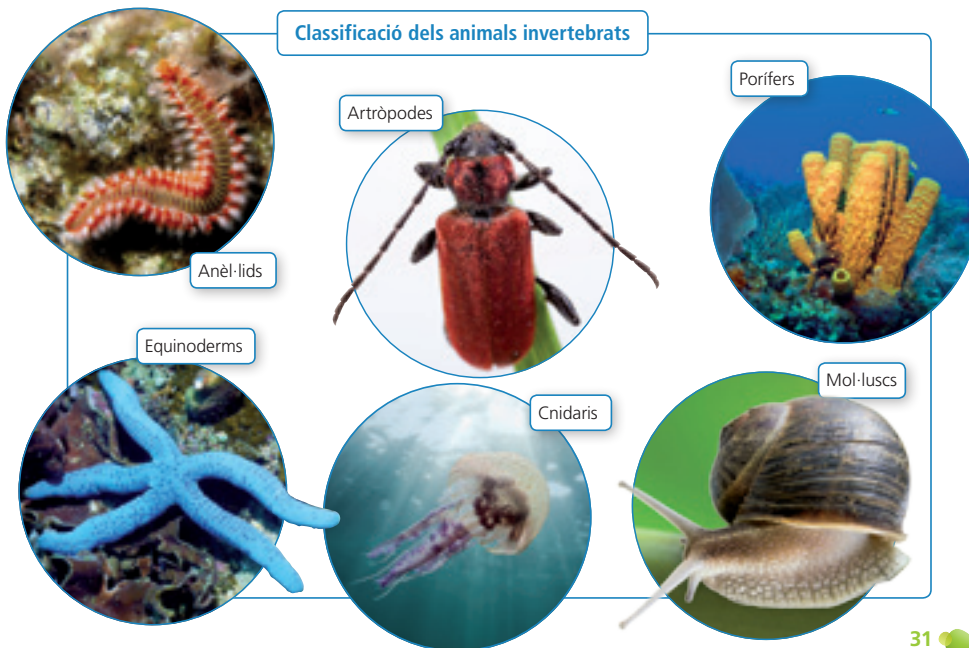 Classificació dels animals invertebrats
Porífers
Artròpodes
Anèl·lids
Equinoderms
Mol·luscs
Cnidaris
31